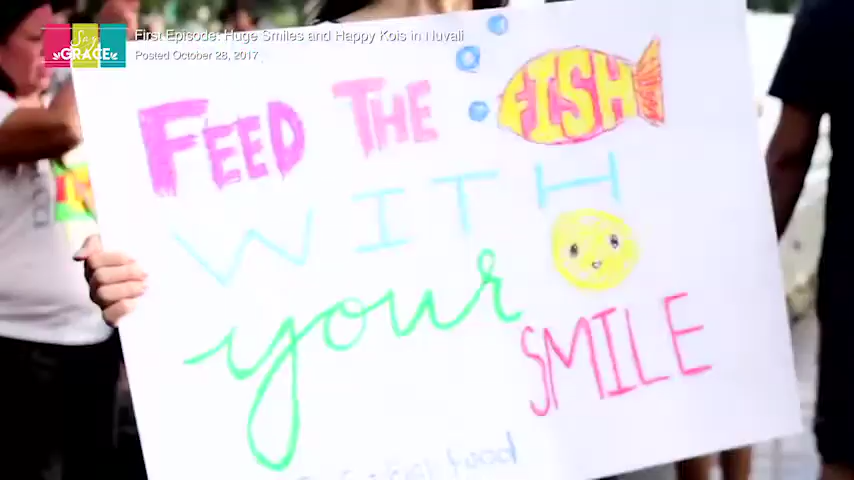 Say GRACE
First Episode: Huge Smiles and Happy Kois in Nuvali
Posted October 28, 2017
FEED THE FISH
WITH
your
SMILE
food